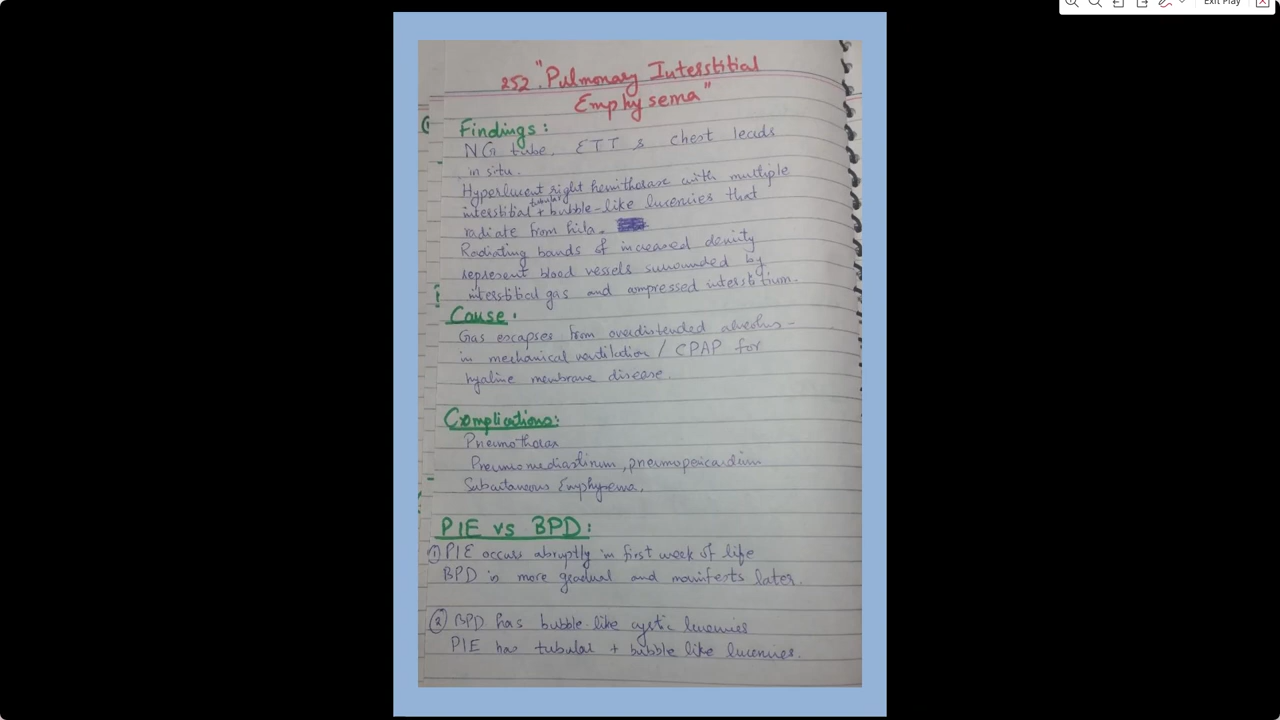 Exit Play
252. "Pulmonary Interstitial
Emphysema"
Findings:
NG tube, ETT & chest leads
in situ.
Hyperlucent right hemithorax with multiple
tubular
interstitial + bubble-like lucencies that
radiate from hila.
Radiating bands of increased density
represent blood vessels surrounded by
interstitial gas and compressed interstitium.
Cause.
Gas escapses from overdistended alveolus -
in mechanical ventilation / CPAP for
hyaline membrane disease.
Complications:
Pneumothorax
Pneumomediastinum, pneumopericardium
Subcutaneous Emphysema.
PIE vs BPD:
① PIE occurs abruptly in first week of life
BPD is more gradual and manifests later.
② BPD has bubble-like cystic lucencies
PIE has tubular + bubble like lucencies.